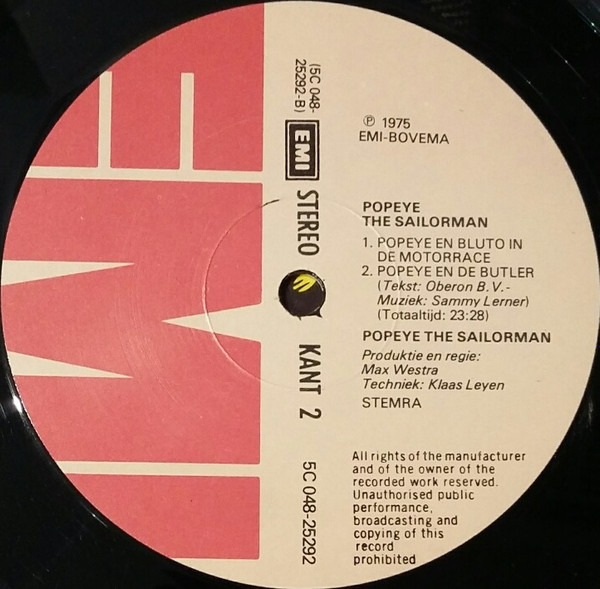 (5C 048-
25292-B)
EMI
STEREO
KANT 2
5C 048-25292
℗ 1975
EMI-BOVEMA
POPEYE
THE SAILORMAN
1. POPEYE EN BLUTO IN
DE MOTORRACE
2. POPEYE EN DE BUTLER
(Tekst: Oberon B.V.-
Muziek: Sammy Lerner)
(Totaaltijd: 23:28)
POPEYE THE SAILORMAN
Produktie en regie:
Max Westra
Techniek: Klaas Leyen
STEMRA
All rights of the manufacturer
and of the owner of the
recorded work reserved.
Unauthorised public
performance,
broadcasting and
copying of this
record
prohibited
EMI